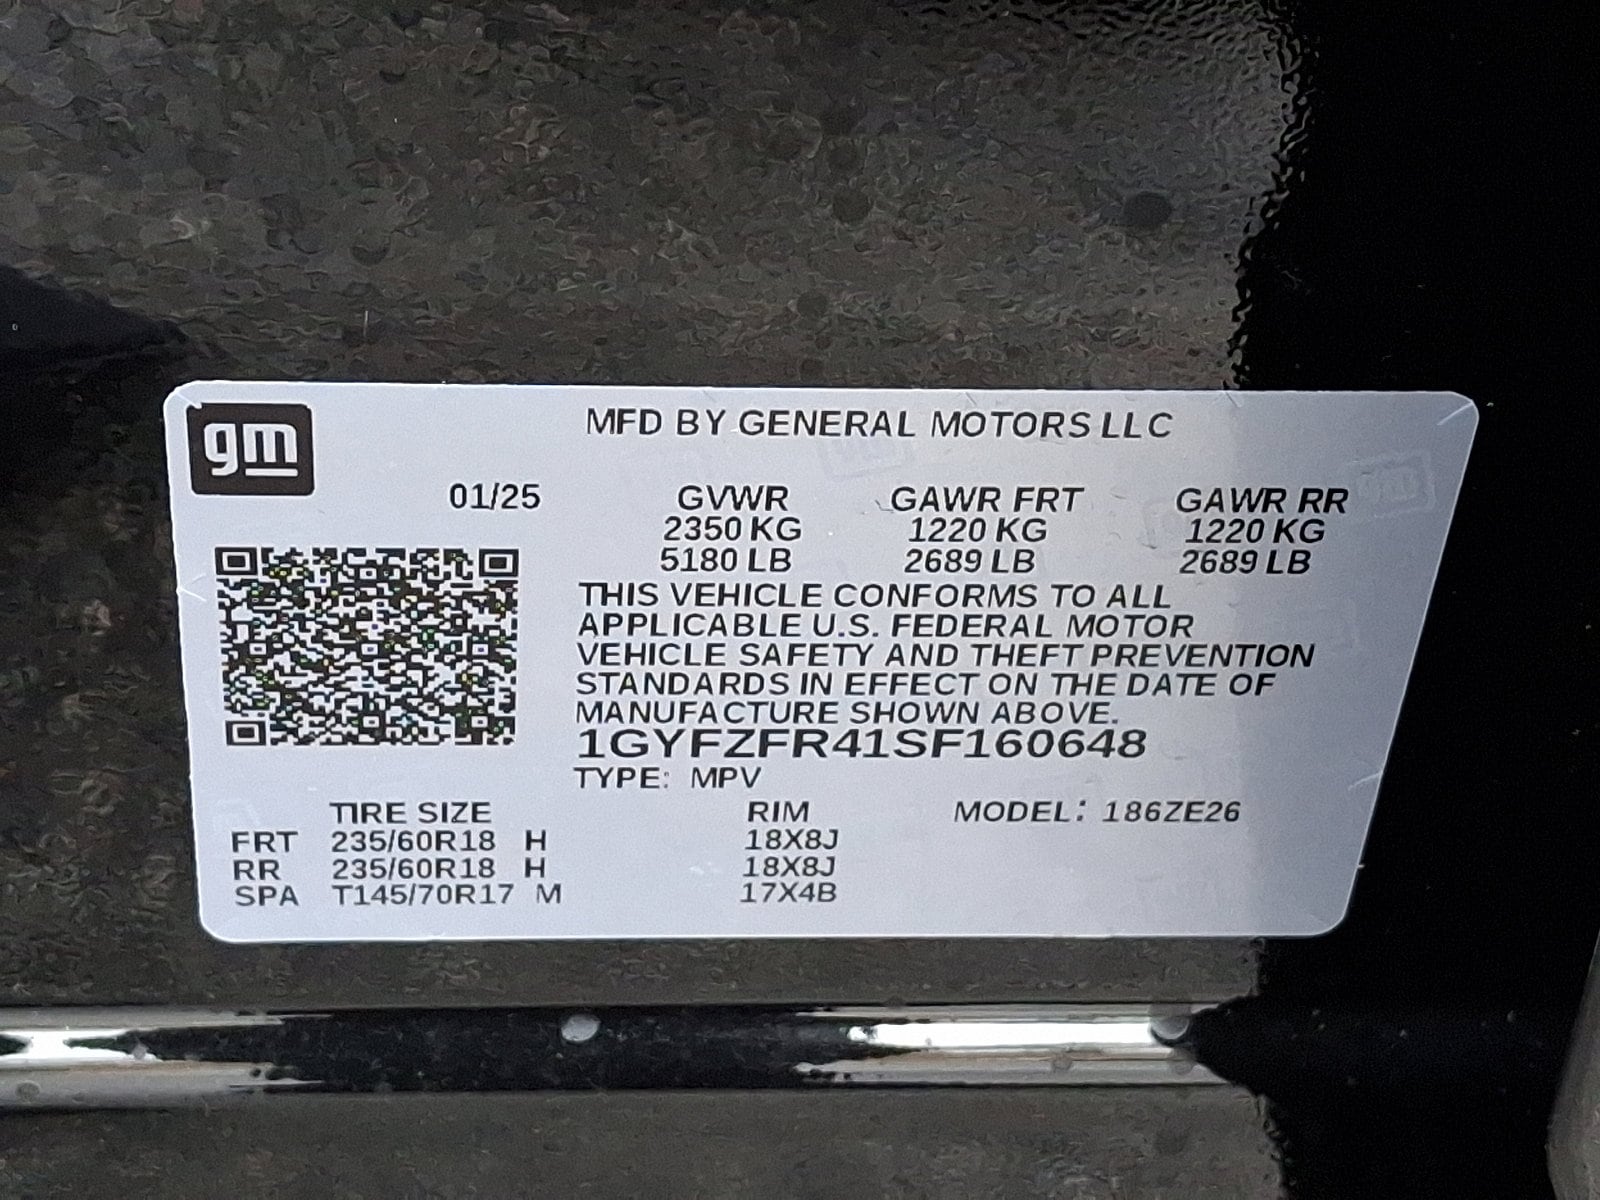 gm
MFD BY GENERAL MOTORS LLC
01/25 GVWR GAWR FRT GAWR RR
2350 KG 1220 KG 1220 KG
5180 LB 2689 LB 2689 LB
THIS VEHICLE CONFORMS TO ALL
APPLICABLE U.S. FEDERAL MOTOR
VEHICLE SAFETY AND THEFT PREVENTION
STANDARDS IN EFFECT ON THE DATE OF
MANUFACTURE SHOWN ABOVE.
1GYFZFR41SF160648
TYPE: MPV
TIRE SIZE RIM MODEL: 186ZE26
FRT 235/60R18 H 18X8J
RR 235/60R18 H 18X8J
SPA T145/70R17 M 17X4B